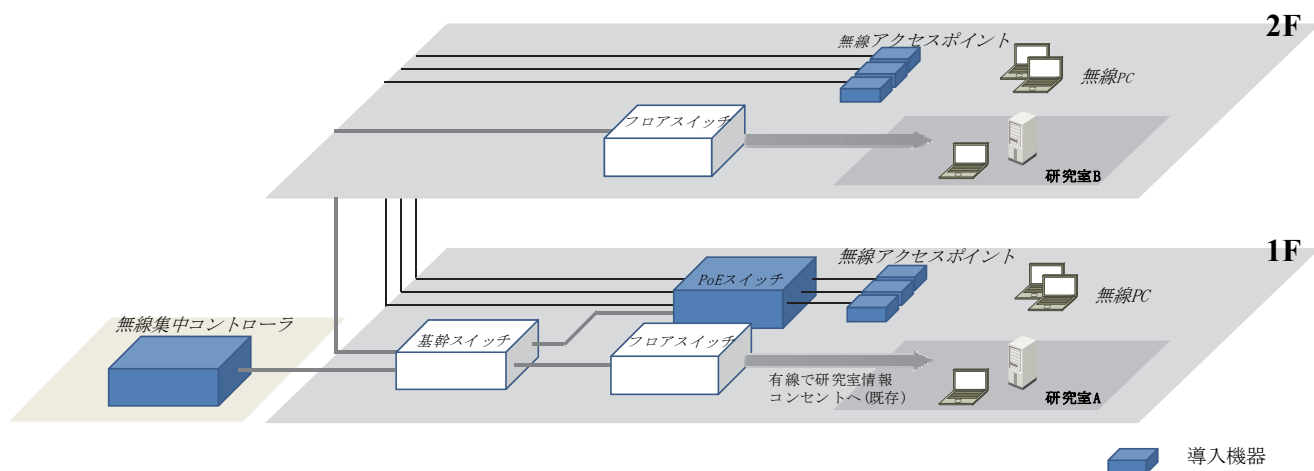 2F
無線アクセスポイント
無線PC
フロアスイッチ
研究室B
1F
無線アクセスポイント
PoEスイッチ
無線PC
無線集中コントローラ
基幹スイッチ
フロアスイッチ
有線で研究室情報
コンセントへ(既存)
研究室A
導入機器